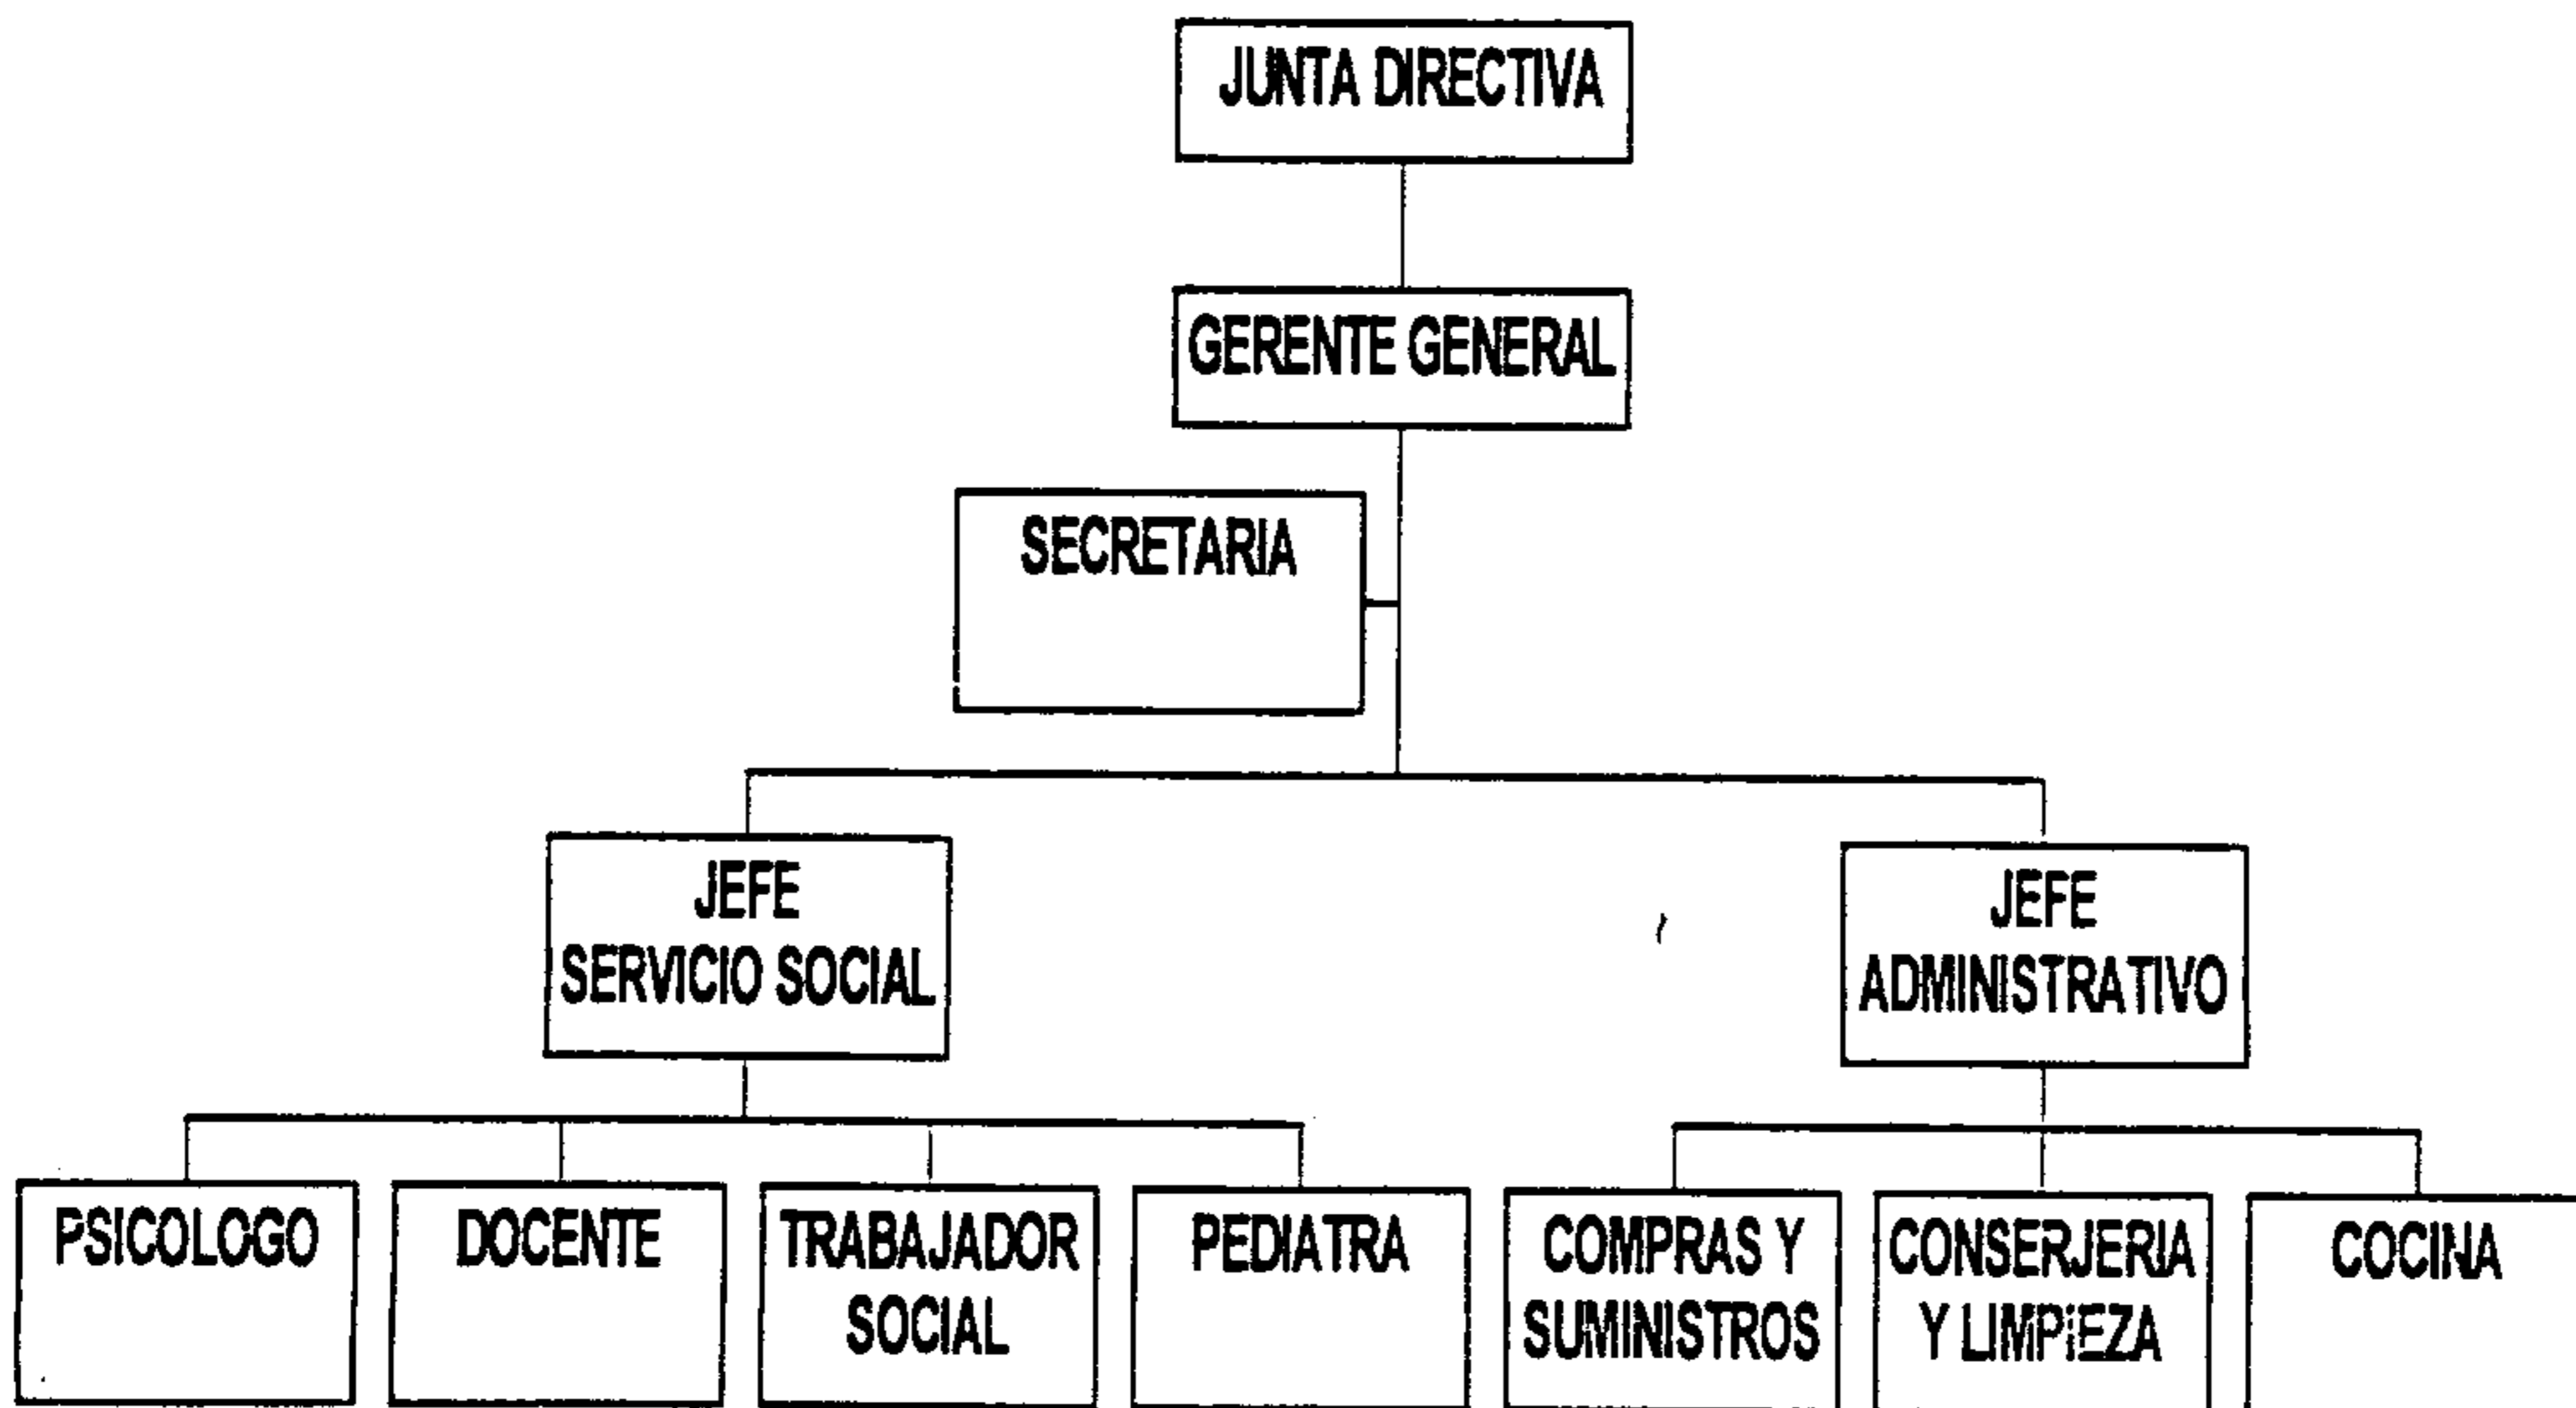 JUNTA DIRECTIVA
GERENTE GENERAL
SECRETARIA
JEFE
SERVICIO SOCIAL
JEFE
ADMINISTRATIVO
PSICOLOGO
DOCENTE
TRABAJADOR
SOCIAL
PEDIATRA
COMPRAS Y
SUMINISTROS
CONSERJERIA
Y LIMPIEZA
COCINA